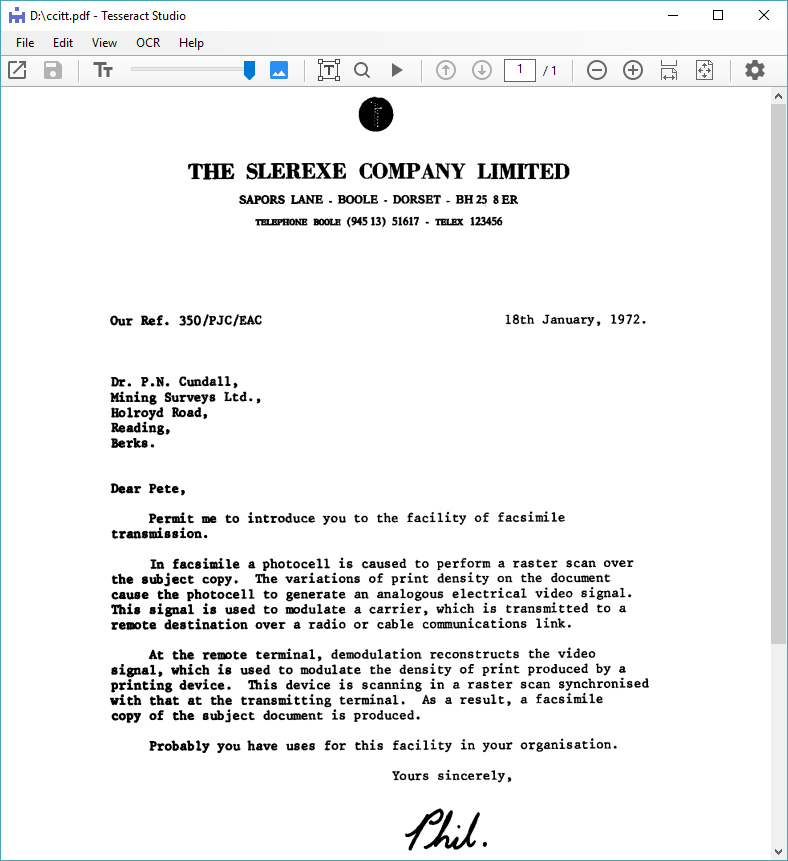 D:\ccitt.pdf - Tesseract Studio
File Edit View OCR Help
1 / 1
THE SLEREXE COMPANY LIMITED
SAPORS LANE - BOOLE - DORSET - BH 25 8 ER
TELEPHONE BOOLE (945 13) 51617 - TELEX 123456
Our Ref. 350/PJC/EAC 18th January, 1972.
Dr. P.N. Cundall,
Mining Surveys Ltd.,
Holroyd Road,
Reading,
Berks.
Dear Pete,
Permit me to introduce you to the facility of facsimile
transmission.
In facsimile a photocell is caused to perform a raster scan over
the subject copy. The variations of print density on the document
cause the photocell to generate an analogous electrical video signal.
This signal is used to modulate a carrier, which is transmitted to a
remote destination over a radio or cable communications link.
At the remote terminal, demodulation reconstructs the video
signal, which is used to modulate the density of print produced by a
printing device. This device is scanning in a raster scan synchronised
with that at the transmitting terminal. As a result, a facsimile
copy of the subject document is produced.
Probably you have uses for this facility in your organisation.
Yours sincerely,
Phil.